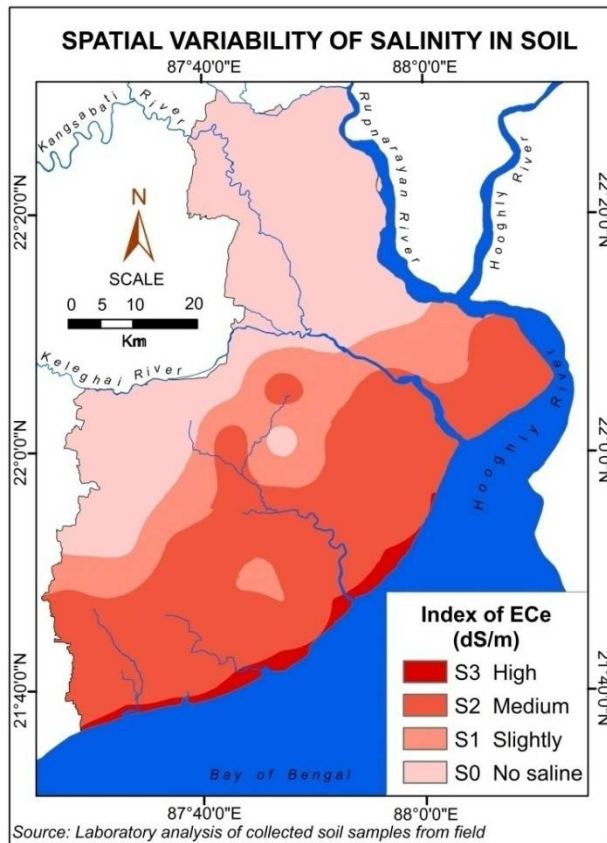 SPATIAL VARIABILITY OF SALINITY IN SOIL
87°40'0"E 88°0'0"E
Kangsabati River
Rupnarayan River
Hooghly River
22°20'0"N
22°20'0"N
N
SCALE
0 5 10 20
Km
Keleghai River
Hooghly River
22°0'0"N
22°0'0"N
21°40'0"N
21°40'0"N
Index of ECe
(dS/m)
S3 High
S2 Medium
S1 Slightly
S0 No saline
Bay of Bengal
87°40'0"E 88°0'0"E
Source: Laboratory analysis of collected soil samples from field